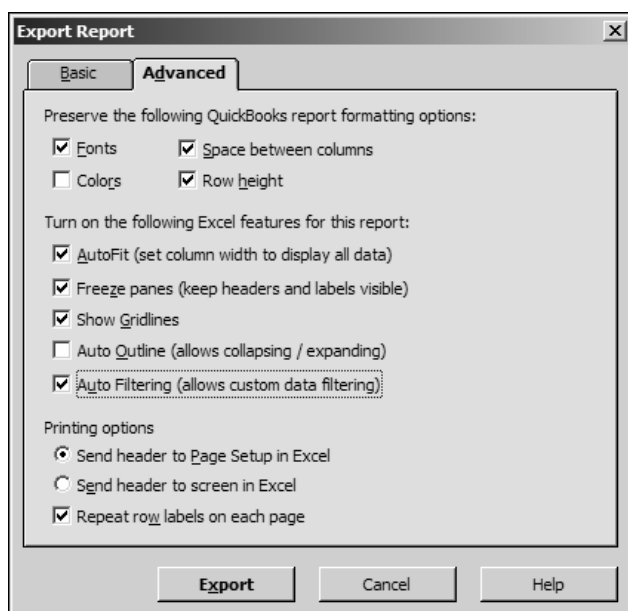 Export Report
Basic Advanced
Preserve the following QuickBooks report formatting options:
Fonts Space between columns
Colors Row height
Turn on the following Excel features for this report:
AutoFit (set column width to display all data)
Freeze panes (keep headers and labels visible)
Show Gridlines
Auto Outline (allows collapsing / expanding)
Auto Filtering (allows custom data filtering)
Printing options
Send header to Page Setup in Excel
Send header to screen in Excel
Repeat row labels on each page
Export Cancel Help